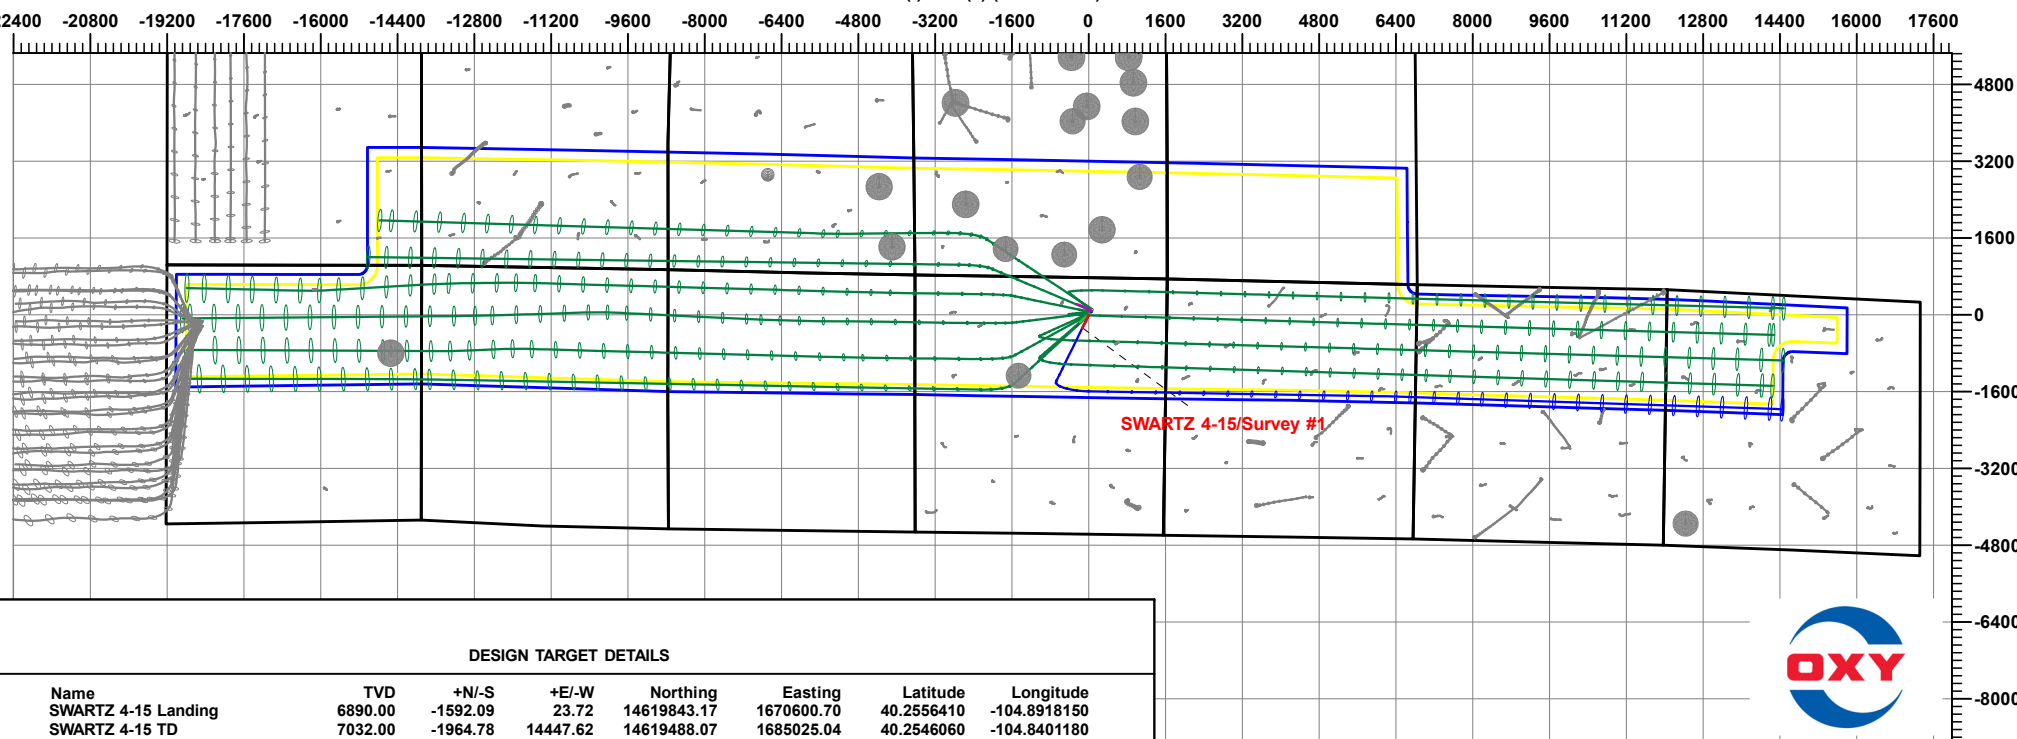 22400 -20800 -19200 -17600 -16000 -14400 -12800 -11200 -9600 -8000 -6400 -4800 -3200 -1600 0 1600 3200 4800 6400 8000 9600 11200 12800 14400 16000 17600
4800
3200
1600
0
-1600
-3200
-4800
-6400
-8000
SWARTZ 4-15/Survey #1
OXY
DESIGN TARGET DETAILS
Name TVD +N/-S +E/-W Northing Easting Latitude Longitude
SWARTZ 4-15 Landing 6890.00 -1592.09 23.72 14619843.17 1670600.70 40.2556410 -104.8918150
SWARTZ 4-15 TD 7032.00 -1964.78 14447.62 14619488.07 1685025.04 40.2546060 -104.8401180